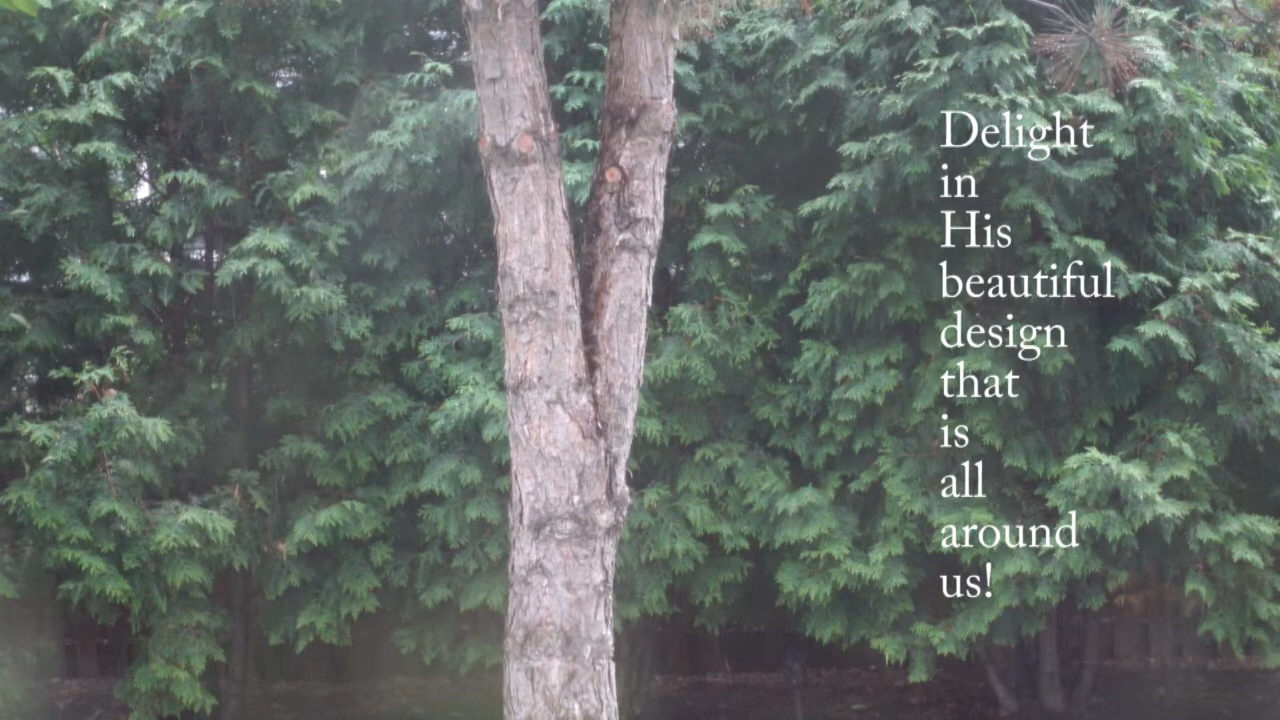 Delight
in
His
beautiful
design
that
is
all
around
us!